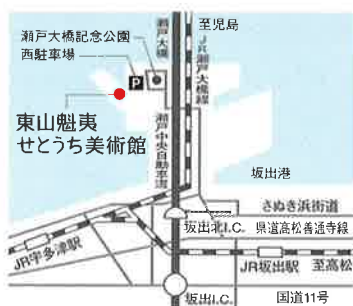 瀬戸大橋記念公園
西駐車場
P
瀬戸大橋
至児島
JR瀬戸大橋線
東山魁夷
せとうち美術館
瀬戸中央自動車道
坂出港
さぬき浜街道
坂出北I.C.
県道高松善通寺線
JR宇多津駅
JR坂出駅
至高松
坂出I.C.
国道11号